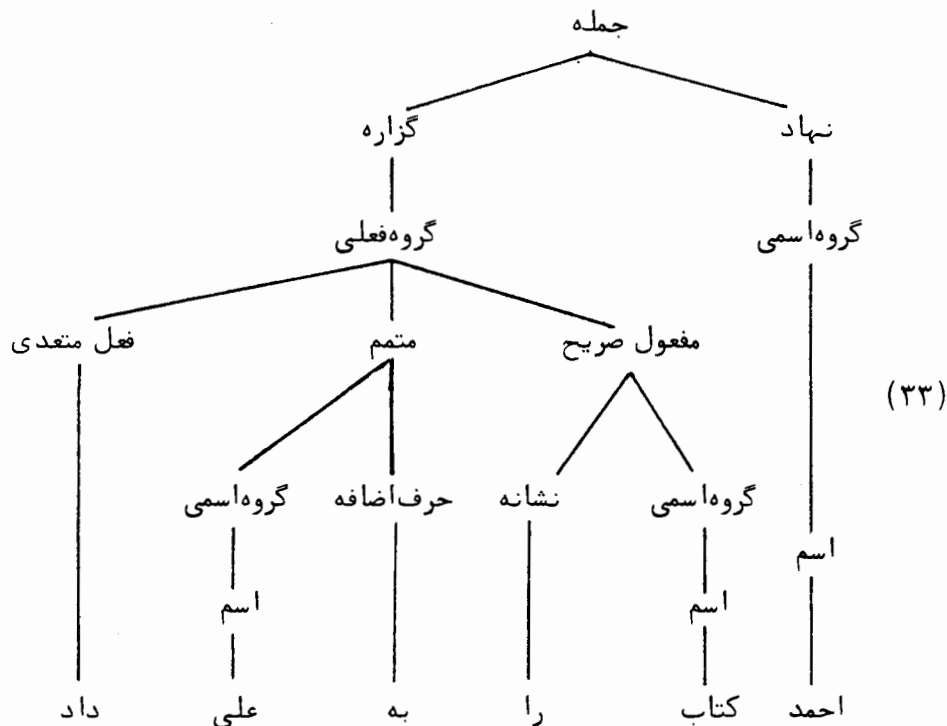 جمله
نهاد گزاره
گروه‌اسمی گروه‌فعلی
مفعول صریح متمم فعل متعدی
(۳۳)
گروه‌اسمی نشانه حرف‌اضافه گروه‌اسمی
اسم
اسم اسم
احمد کتاب را به علی داد